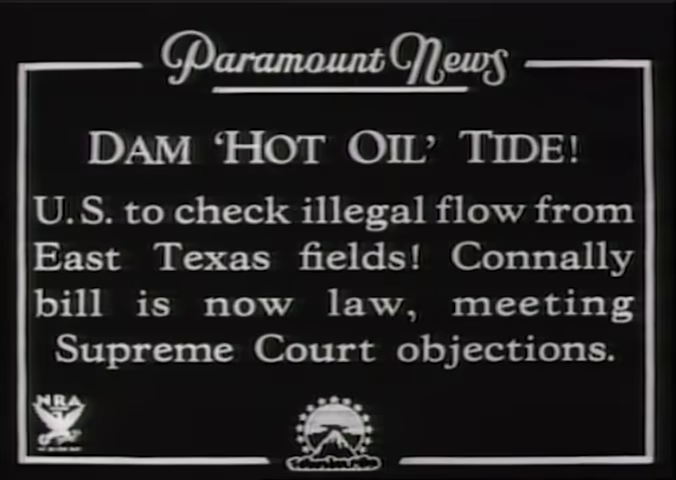 Paramount News
DAM ‘HOT OIL’ TIDE!
U.S. to check illegal flow from
East Texas fields! Connally
bill is now law, meeting
Supreme Court objections.
NRA